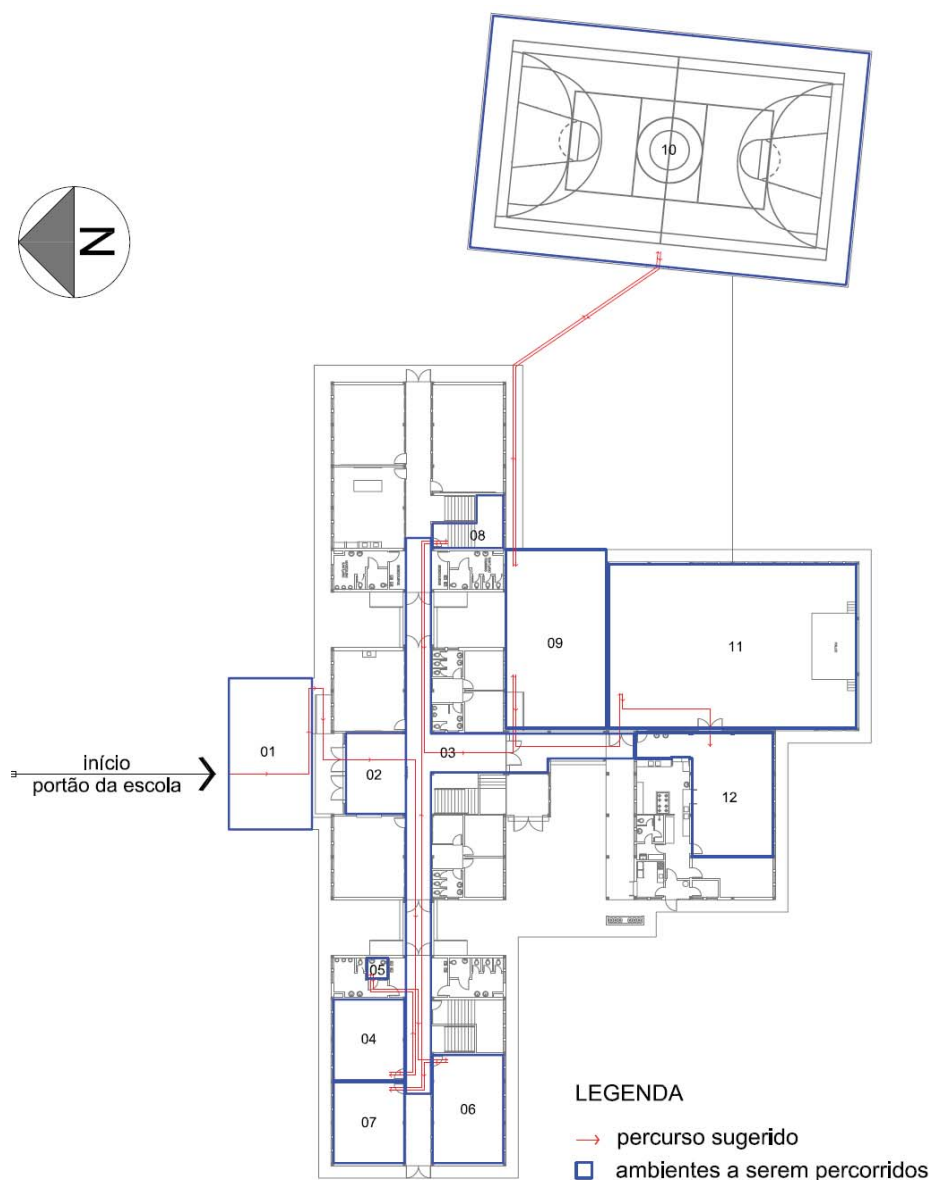 10
N
08
09
11
01
03
02
início
portão da escola
12
05
04
07
06
LEGENDA
percurso sugerido
ambientes a serem percorridos